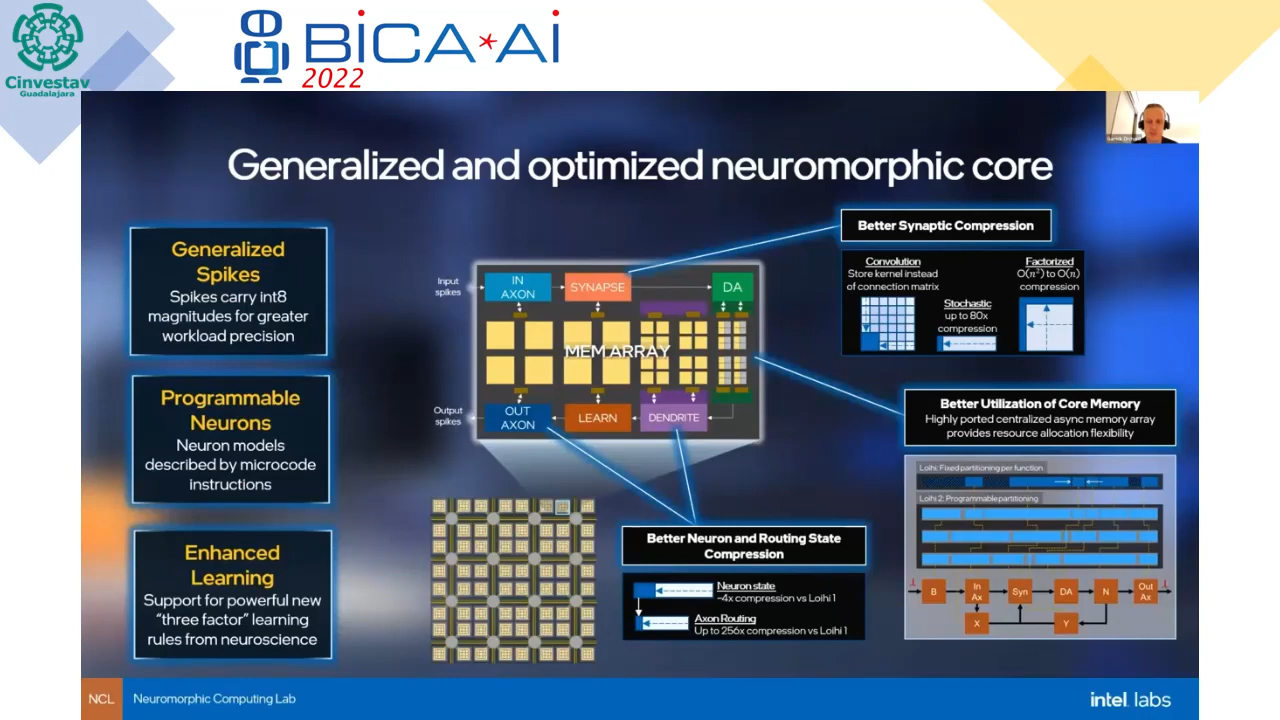 Cinvestav
Guadalajara
BiCA*Ai
2022
Generalized and optimized neuromorphic core
Generalized
Spikes
Spikes carry int8
magnitudes for greater
workload precision
Programmable
Neurons
Neuron models
described by microcode
instructions
Enhanced
Learning
Support for powerful new
"three factor" learning
rules from neuroscience
Input
spikes
IN
AXON
SYNAPSE
DA
MEM ARRAY
Output
spikes
OUT
AXON
LEARN
DENDRITE
Better Synaptic Compression
Convolution
Store kernel instead
of connection matrix
Stochastic
up to 80x
compression
Factorized
O(n²) to O(n)
compression
Better Utilization of Core Memory
Highly ported centralized async memory array
provides resource allocation flexibility
Loihi: Fixed partitioning per function
Loihi 2: Programmable partitioning
B
In
Ax
Syn
DA
N
Out
Ax
X
Y
Better Neuron and Routing State
Compression
Neuron state
~4x compression vs Loihi 1
Axon Routing
Up to 256x compression vs Loihi 1
NCL
Neuromorphic Computing Lab
intel labs